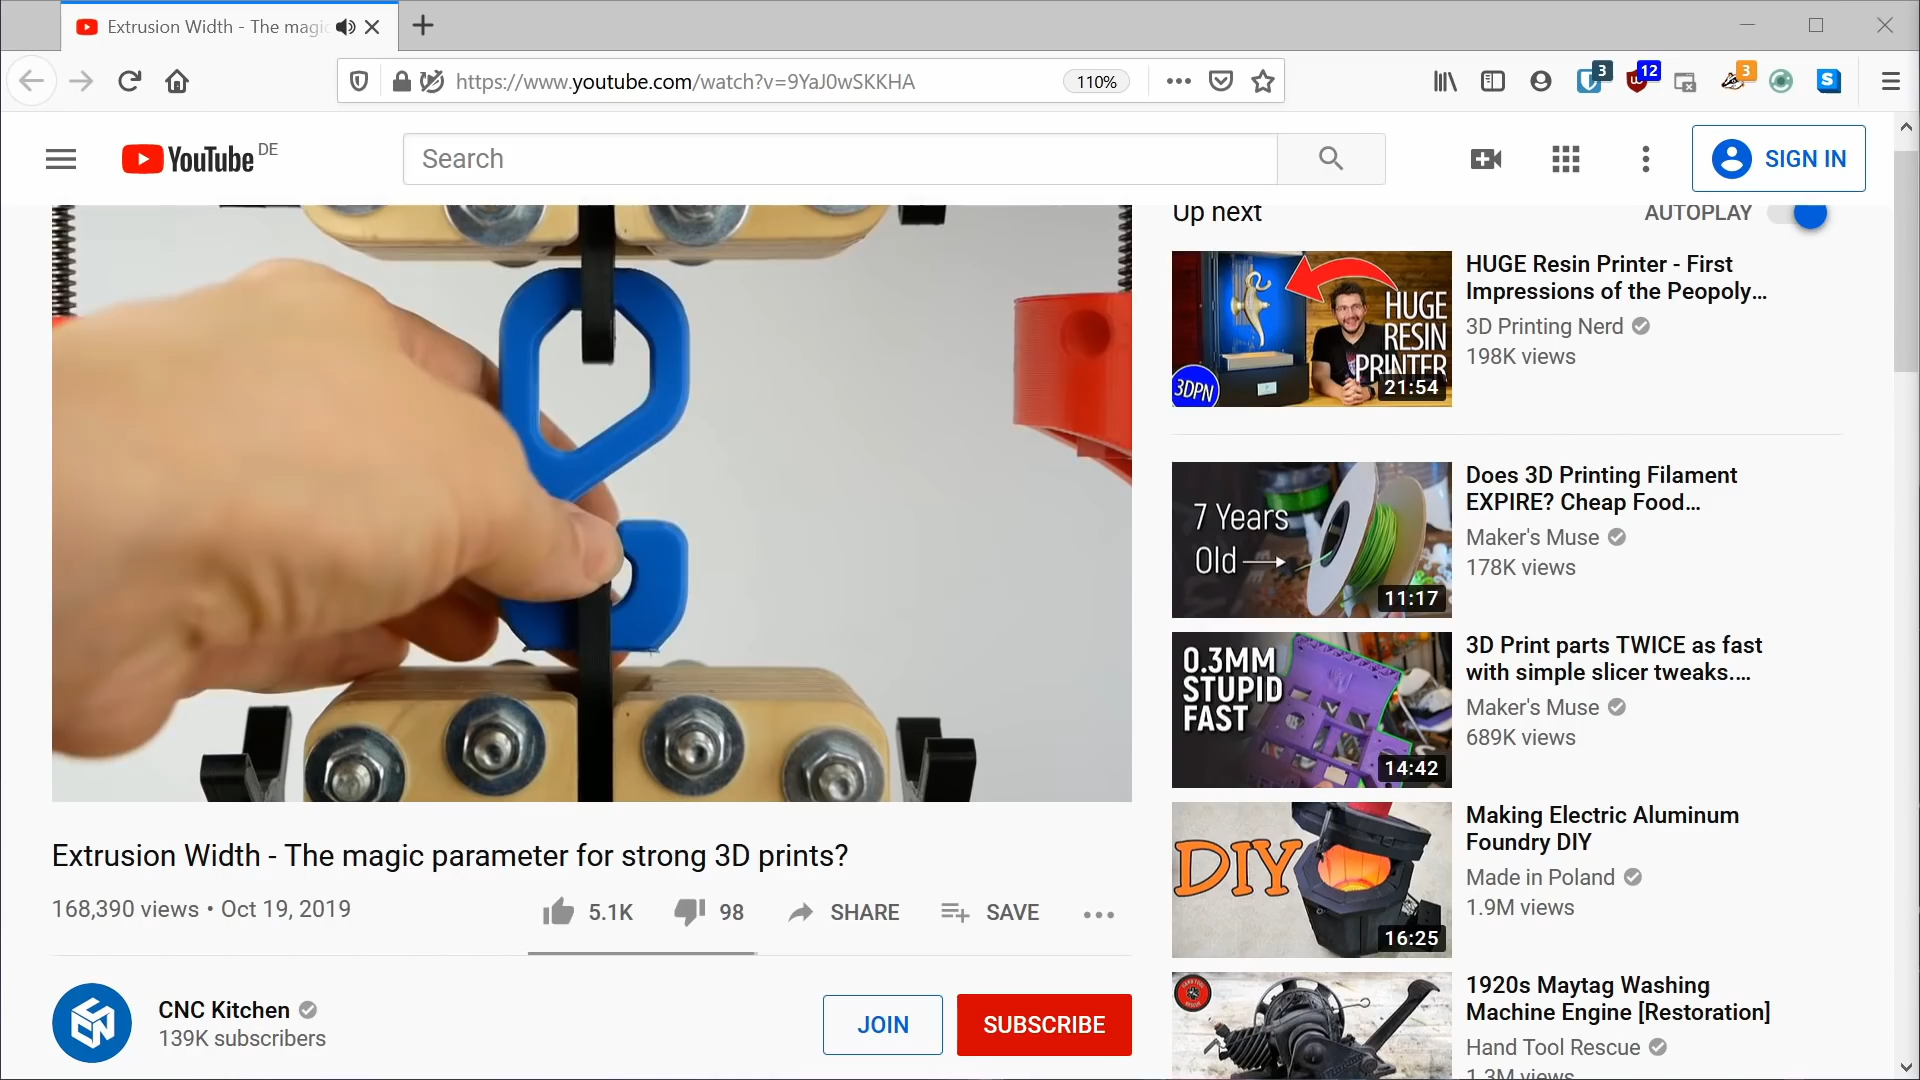 Extrusion Width - The magic
https://www.youtube.com/watch?v=9YaJ0wSKKHA
110%
3
12
3
YouTube DE
Search
SIGN IN
Up next
AUTOPLAY
HUGE
RESIN
PRINTER
3DPN
21:54
HUGE Resin Printer - First
Impressions of the Peopoly…
3D Printing Nerd
198K views
7 Years
Old
11:17
Does 3D Printing Filament
EXPIRE? Cheap Food…
Maker's Muse
178K views
0.3MM
STUPID
FAST
14:42
3D Print parts TWICE as fast
with simple slicer tweaks.…
Maker's Muse
689K views
DIY
16:25
Making Electric Aluminum
Foundry DIY
Made in Poland
1.9M views
1920s Maytag Washing
Machine Engine [Restoration]
Hand Tool Rescue
1.3M views
Extrusion Width - The magic parameter for strong 3D prints?
168,390 views • Oct 19, 2019
5.1K
98
SHARE
SAVE
CNC Kitchen
139K subscribers
JOIN
SUBSCRIBE